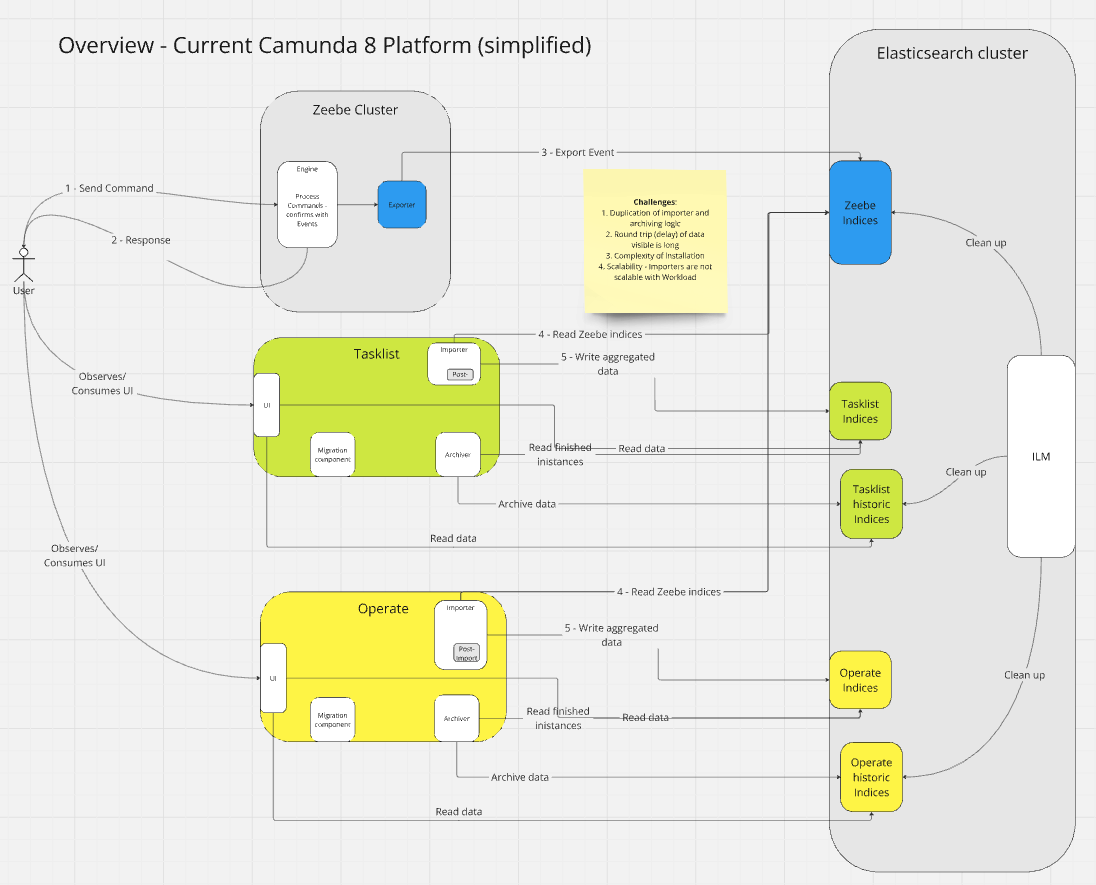 Overview - Current Camunda 8 Platform (simplified)
Elasticsearch cluster
Zeebe Cluster
Engine
Process
Commands -
confirms with
Events
Exporter
3 - Export Event
1 - Send Command
2 - Response
User
Challenges:
1. Duplication of importer and
archiving logic
2. Round trip (delay) of data
visible is long
3. Complexity of Installation
4. Scalability - Importers are not
scalable with Workload
Zeebe
Indices
Clean up
Tasklist
Importer
Post-
4 - Read Zeebe indices
5 - Write aggregated
data
Observes/
Consumes UI
UI
Migration
component
Archiver
Read finished
inistances
Read data
Tasklist
Indices
ILM
Clean up
Archive data
Tasklist
historic
Indices
Read data
Observes/
Consumes UI
Operate
Importer
Post-
Import
4 - Read Zeebe indices
5 - Write aggregated
data
UI
Migration
component
Archiver
Read finished
inistances
Read data
Operate
Indices
Clean up
Archive data
Operate
historic
Indices
Read data